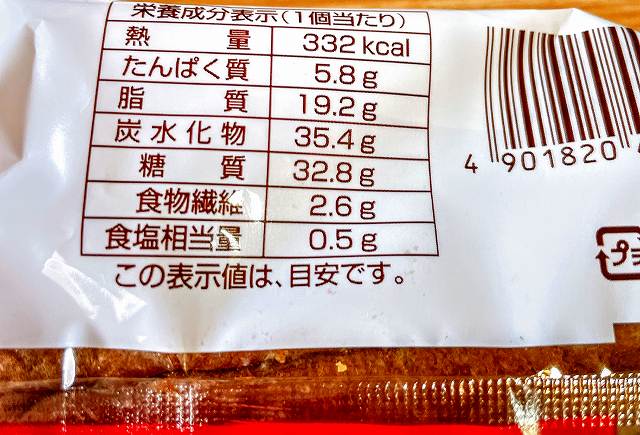 栄養成分表示(1個当たり)
熱量 332kcal
たんぱく質 5.8g
脂質 19.2g
炭水化物 35.4g
糖質 32.8g
食物繊維 2.6g
食塩相当量 0.5g
この表示値は、目安です。
4 901820 4
プラ